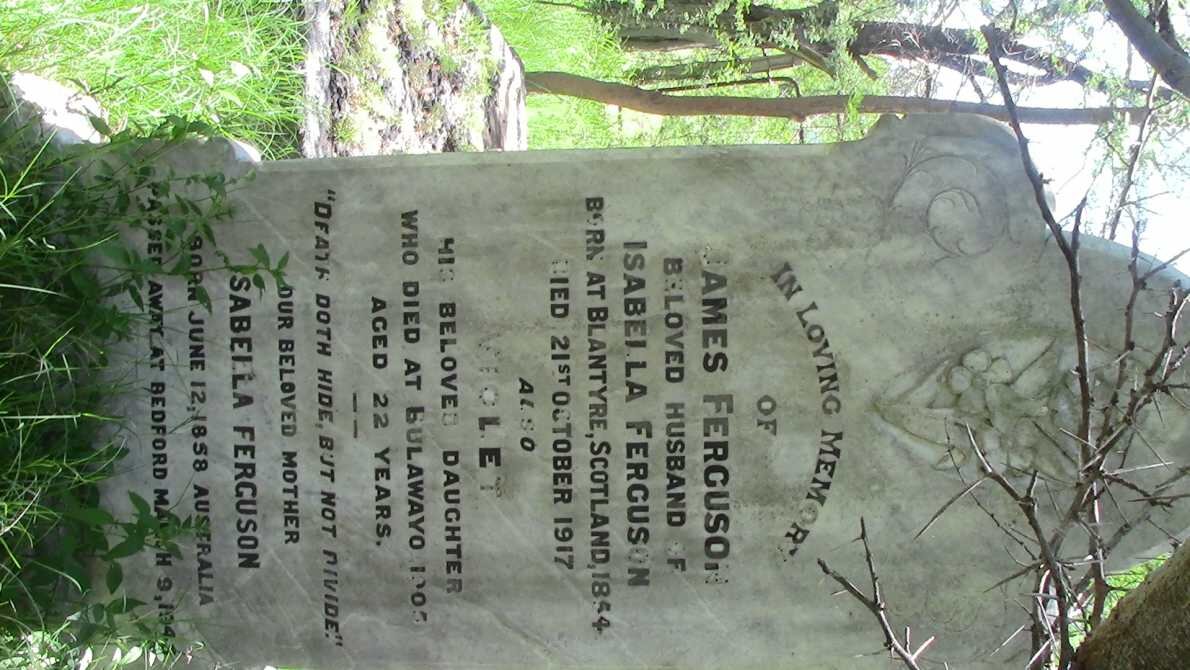 IN LOVING MEMORY
OF
JAMES FERGUSON
BELOVED HUSBAND OF
ISABELLA FERGUSON
BORN AT BLANTYRE, SCOTLAND, 1844
DIED 21ST OCTOBER 1917
ALSO
VIOLET
HIS BELOVED DAUGHTER
WHO DIED AT BULAWAYO
AGED 22 YEARS.
"DEATH DOTH HIDE, BUT NOT DIVIDE."
OUR BELOVED MOTHER
ISABELLA FERGUSON
BORN JUNE 12, 1858 AUSTRALIA
PASSED AWAY AT BEDFORD MARCH 9,